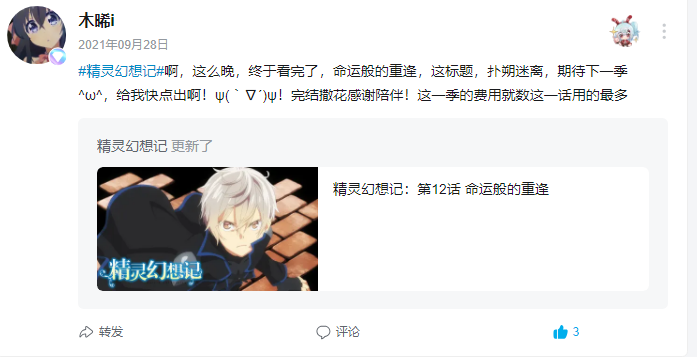 木晞i
2021年09月28日
#精灵幻想记#啊，这么晚，终于看完了，命运般的重逢，这标题，扑朔迷离，期待下一季
^ω^，给我快点出啊！ψ(｀∇´)ψ！完结撒花感谢陪伴！这一季的费用就数这一话用的最多
精灵幻想记 更新了
精灵幻想记：第12话 命运般的重逢
精灵幻想记
转发
评论
3